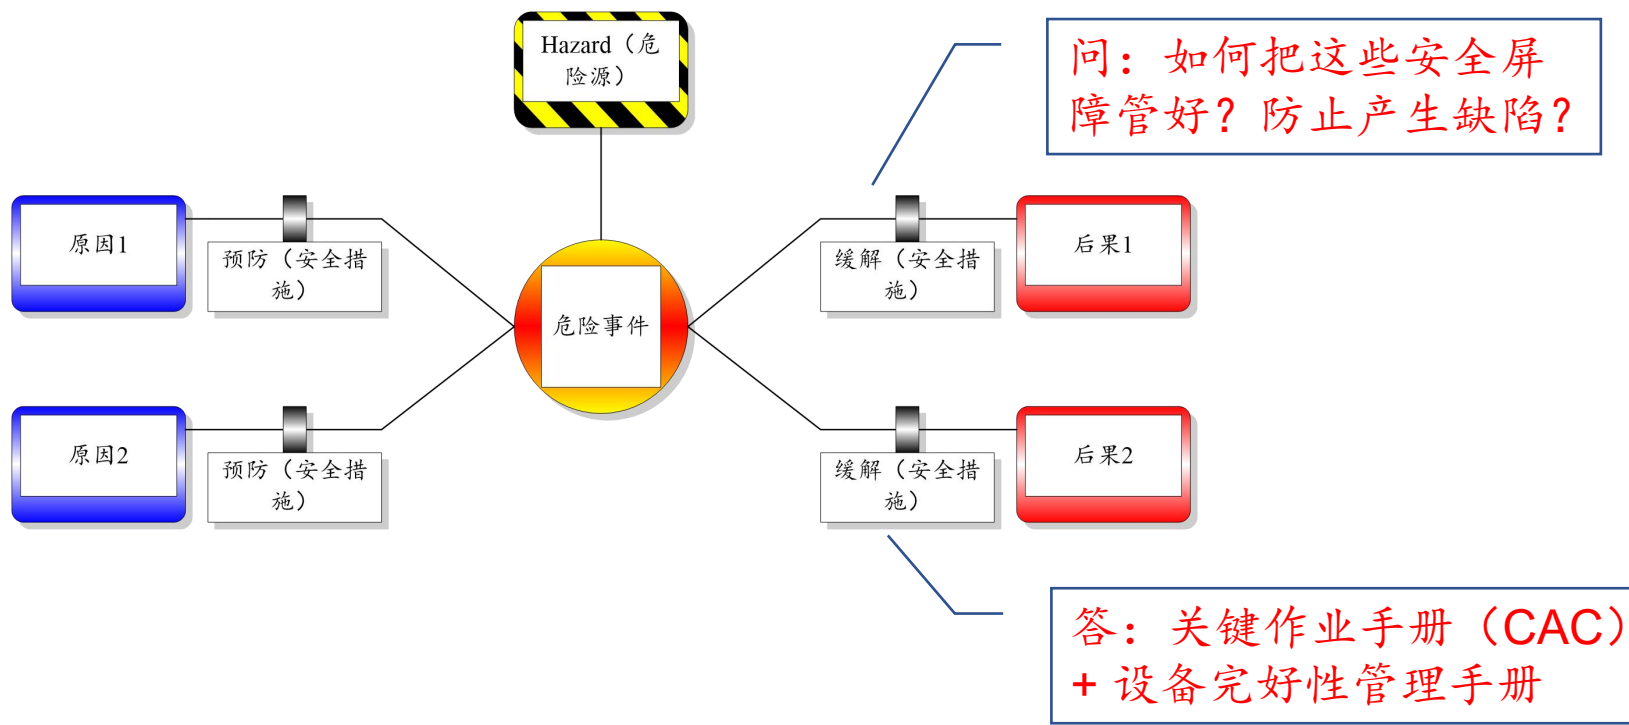 Hazard（危
险源）
问：如何把这些安全屏
障管好？防止产生缺陷？
原因1
预防（安全措
施）
危险事件
缓解（安全措
施）
后果1
原因2
预防（安全措
施）
缓解（安全措
施）
后果2
答：关键作业手册（CAC）
+ 设备完好性管理手册